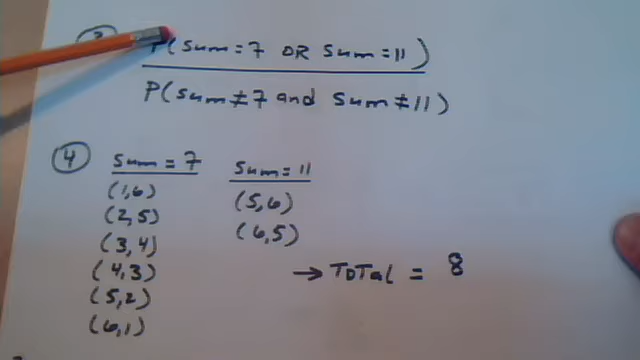 P(Sum=7 OR Sum=11)
P(Sum≠7 and Sum≠11)
4
Sum=7 Sum=11
(1,6)
(2,5) (5,6)
(3,4) (6,5)
(4,3) → Total = 8
(5,2)
(6,1)